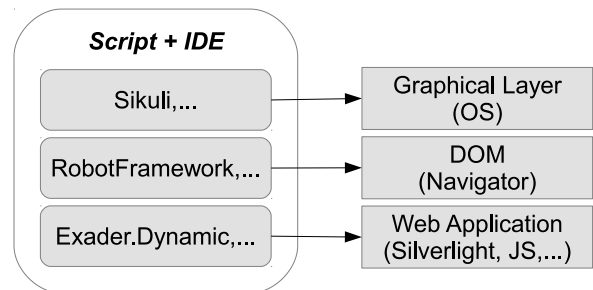 Script + IDE
Sikuli,...
Graphical Layer
(OS)
RobotFramework,...
DOM
(Navigator)
Exader.Dynamic,...
Web Application
(Silverlight, JS,...)